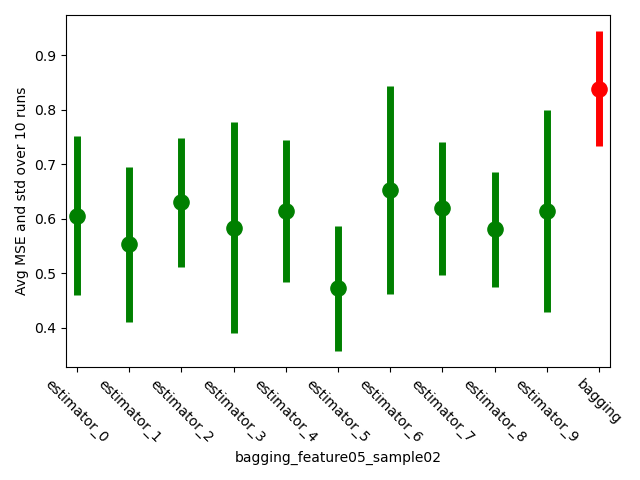 Avg MSE and std over 10 runs
0.9
0.8
0.7
0.6
0.5
0.4
estimator_0
estimator_1
estimator_2
estimator_3
estimator_4
estimator_5
estimator_6
estimator_7
estimator_8
estimator_9
bagging
bagging_feature05_sample02